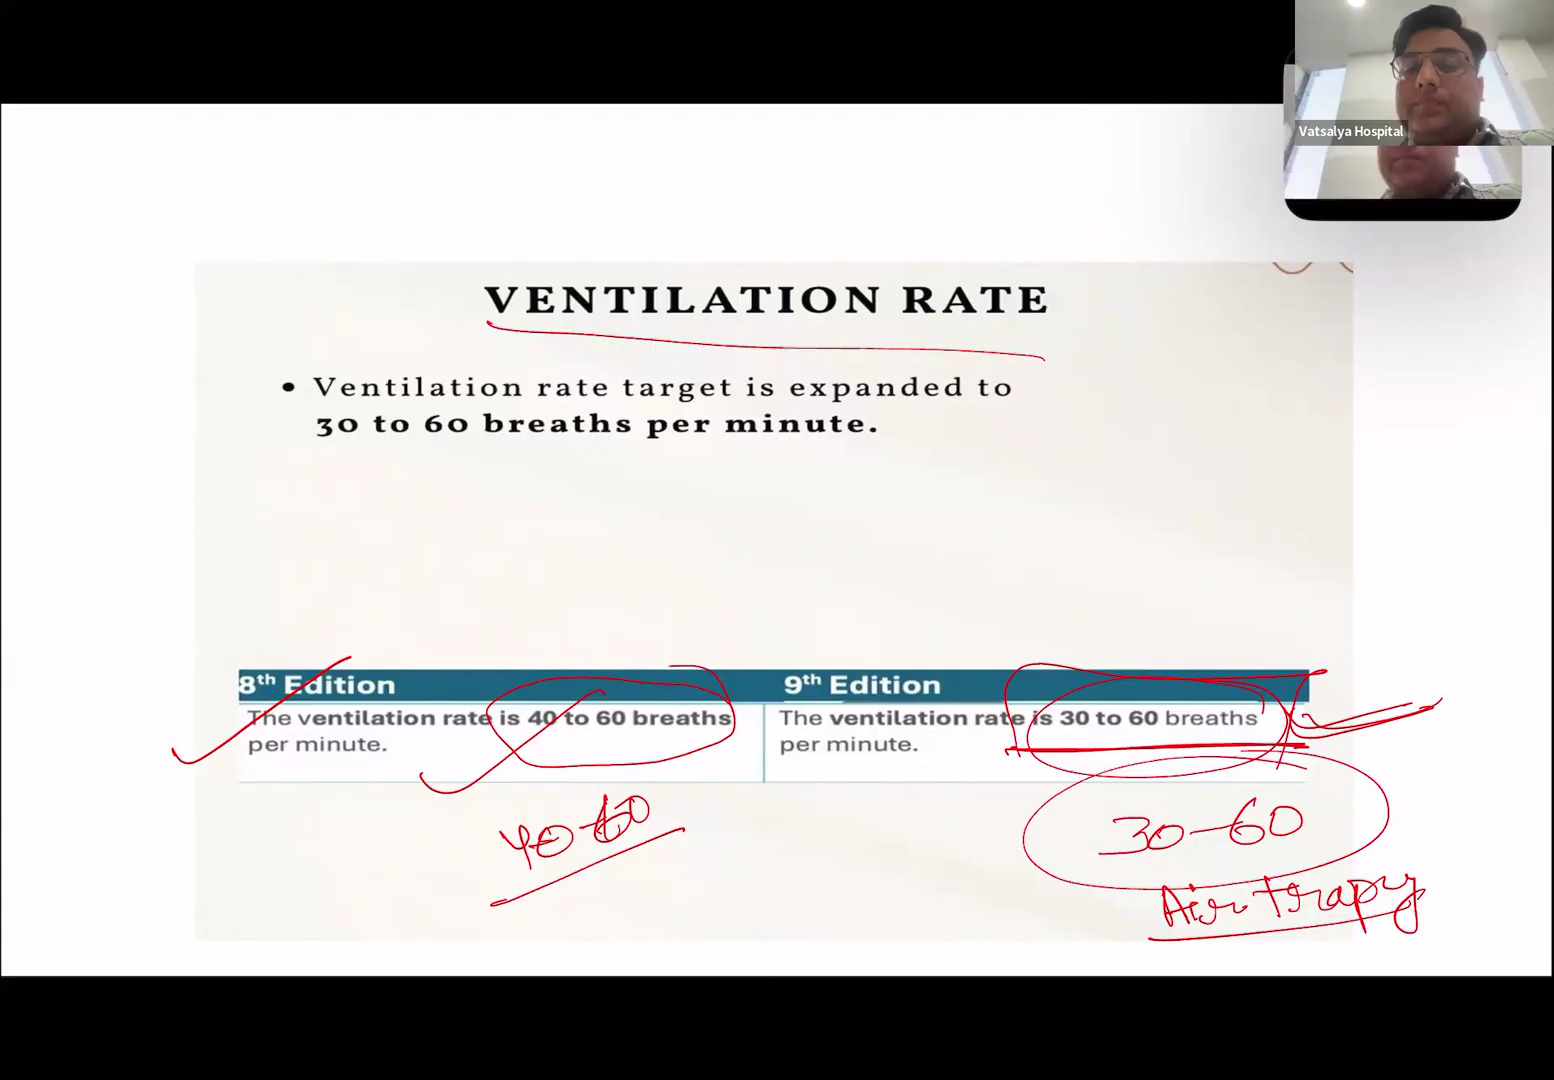 Vatsalya Hospital
VENTILATION RATE
• Ventilation rate target is expanded to
30 to 60 breaths per minute.
8th Edition
The ventilation rate is 40 to 60 breaths
per minute.
9th Edition
The ventilation rate is 30 to 60 breaths
per minute.
40-60
30-60
Air trapy